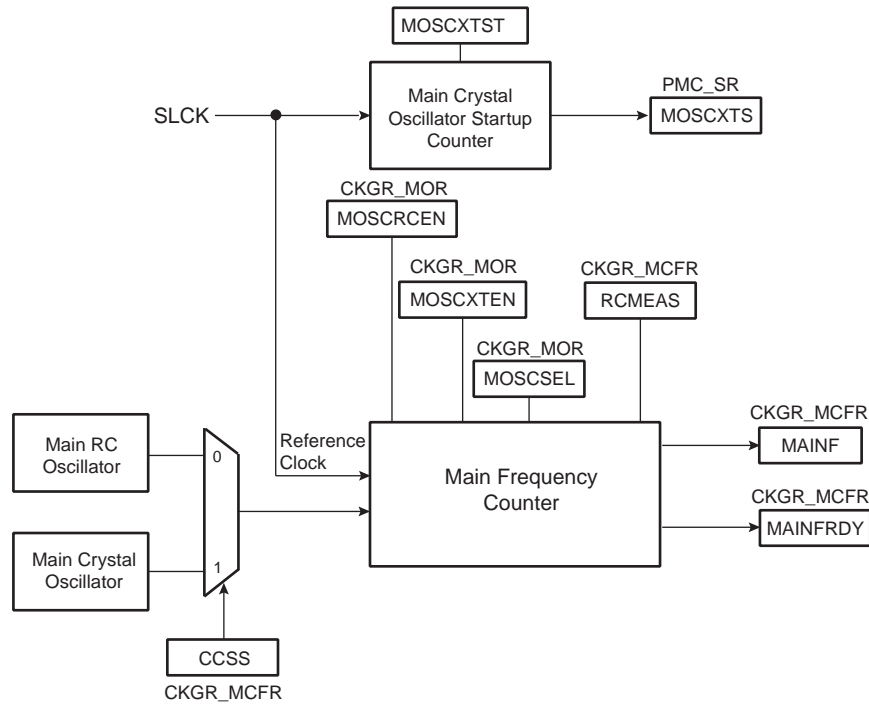 MOSCXTST
SLCK
Main Crystal
Oscillator Startup
Counter
PMC_SR
MOSCXTS
CKGR_MOR
MOSCRCEN
CKGR_MOR
MOSCXTEN
CKGR_MCFR
RCMEAS
CKGR_MOR
MOSCSEL
Main RC
Oscillator
0
Reference
Clock
Main Frequency
Counter
CKGR_MCFR
MAINF
CKGR_MCFR
MAINFRDY
Main Crystal
Oscillator
1
CCSS
CKGR_MCFR